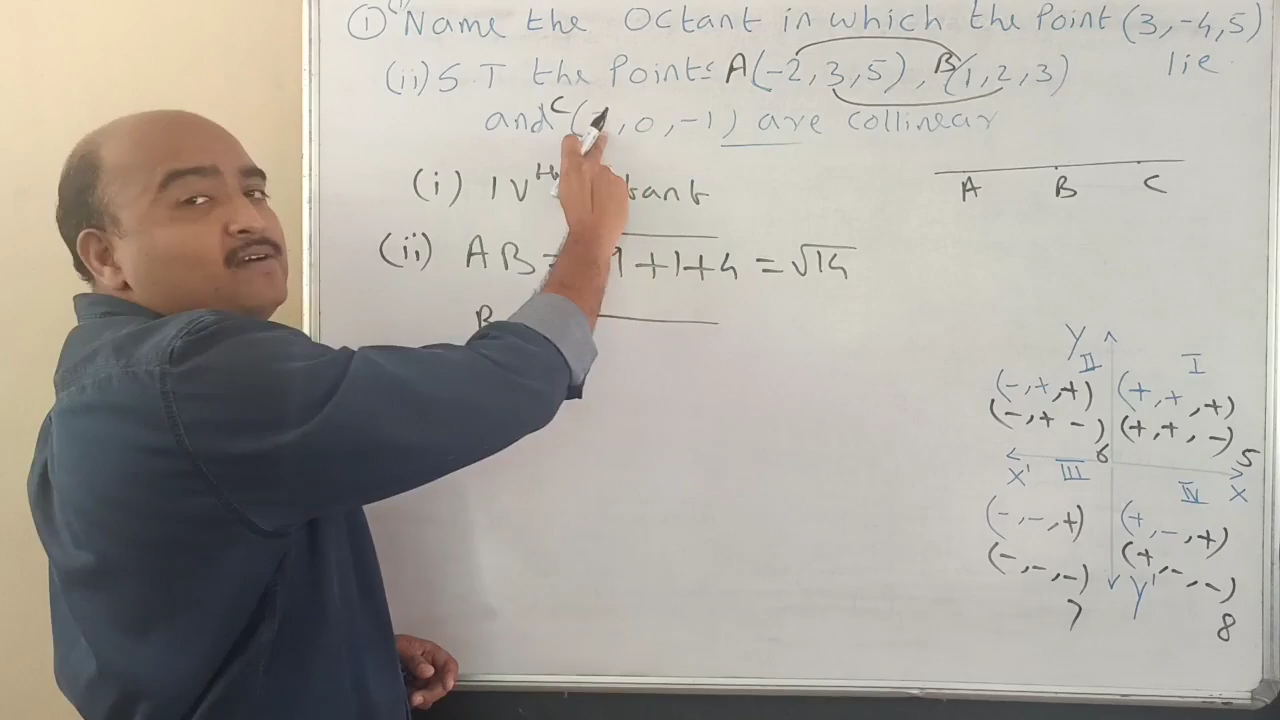 ① (i) Name the Octant in which the Point (3, -4, 5) lie.
(ii) S.T the Points A(-2, 3, 5), B(1, 2, 3)
and C( , 0, -1) are collinear
(i) IVth
A B C
(ii) AB = 1+1+4 = √14
B
Y
II I
(-, +, +) (+, +, +)
(-, + -) (+, +, -)
6 5
X' III IV X
(-, -, +) (+, -, +)
(-, -, -) (+, -, -)
Y'
7 8